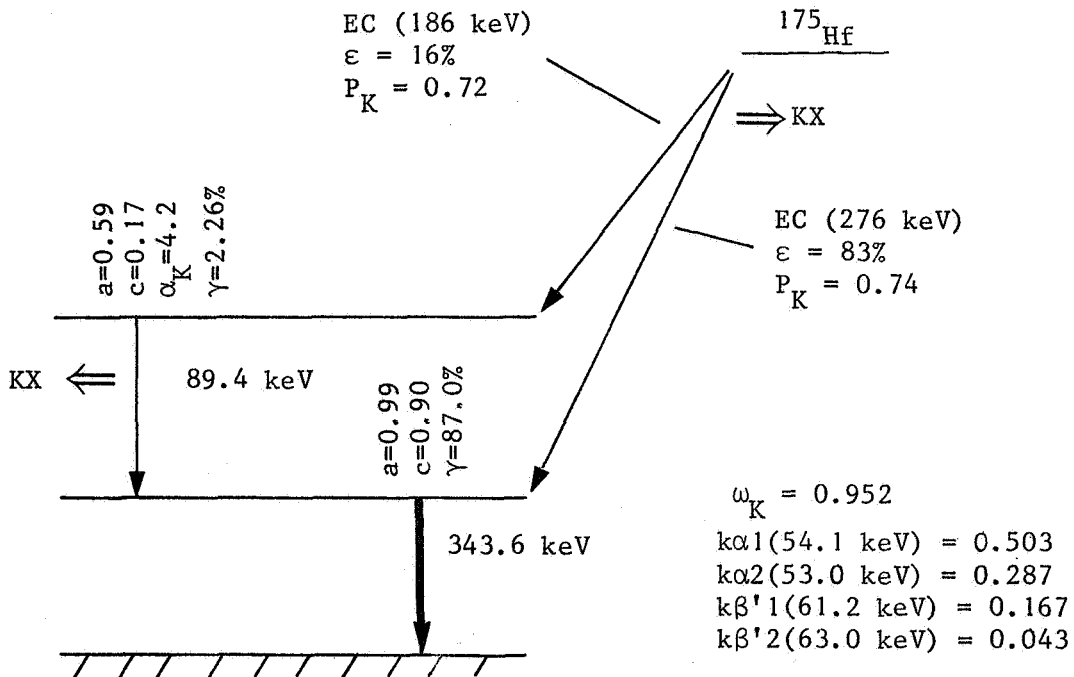 EC (186 keV)
ε = 16%
P_K = 0.72
175Hf
KX
EC (276 keV)
ε = 83%
P_K = 0.74
a=0.59
c=0.17
α_K=4.2
γ=2.26%
KX
89.4 keV
a=0.99
c=0.90
γ=87.0%
343.6 keV
ω_K = 0.952
kα1(54.1 keV) = 0.503
kα2(53.0 keV) = 0.287
kβ'1(61.2 keV) = 0.167
kβ'2(63.0 keV) = 0.043